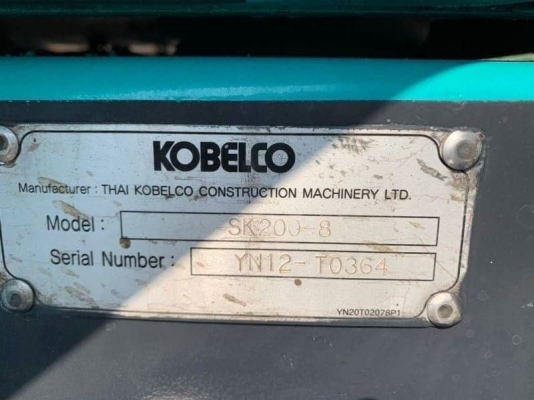 KOBELCO
Manufacturer : THAI KOBELCO CONSTRUCTION MACHINERY LTD.
Model : SK200-8
Serial Number : YN12-T0364
YN20T02078P1